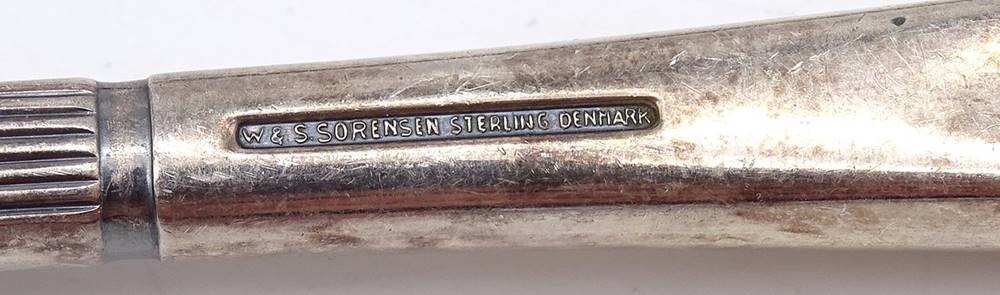 W & S. SORENSEN STERLING DENMARK